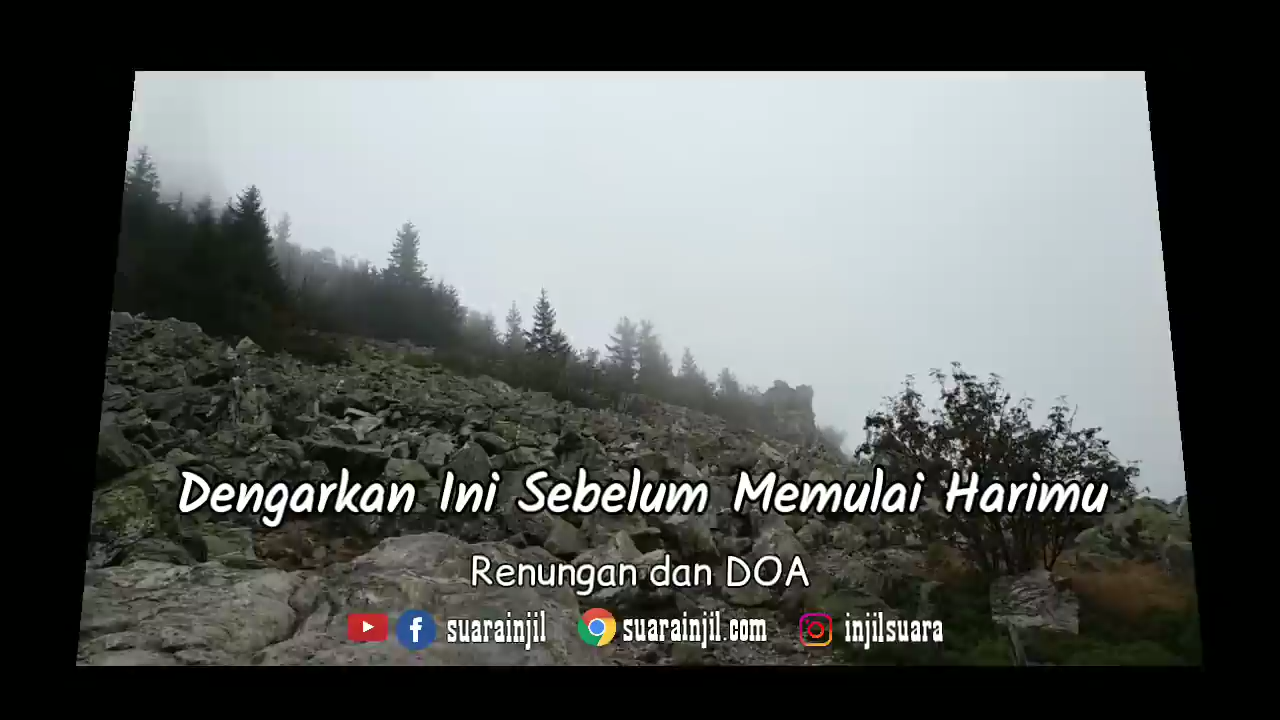 Dengarkan Ini Sebelum Memulai Harimu
Renungan dan DOA
suarainjil suarainjil.com injilsuara